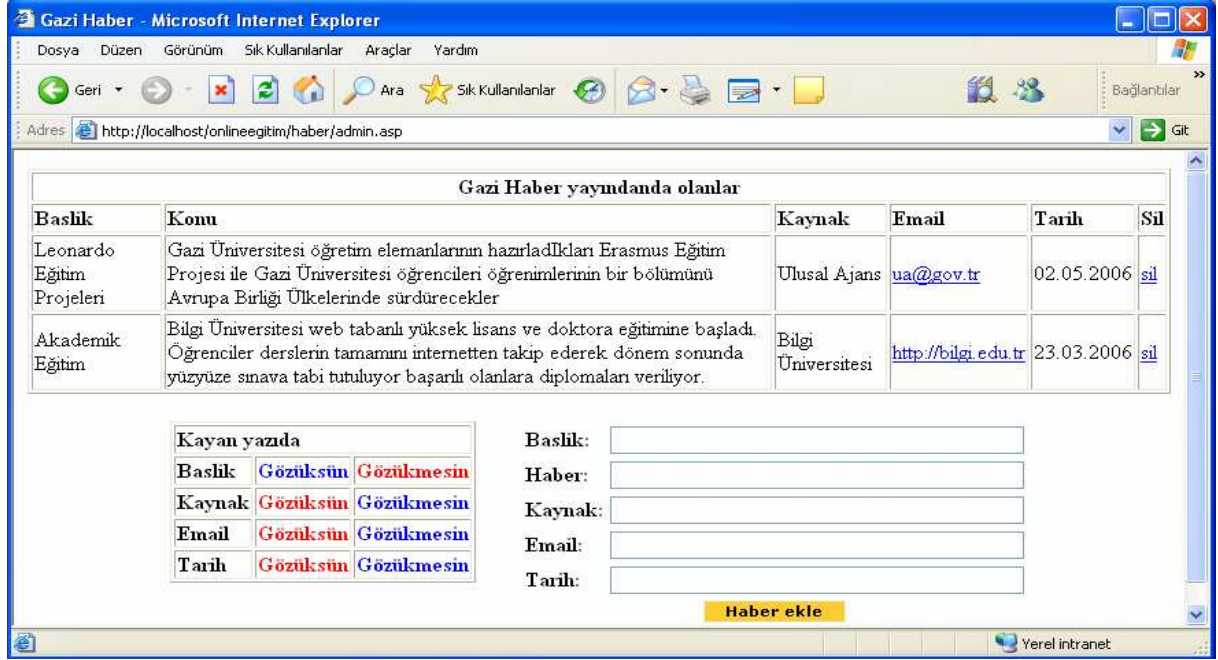 Gazi Haber - Microsoft Internet Explorer
Dosya Düzen Görünüm Sık Kullanılanlar Araçlar Yardım
Geri Ara Sık Kullanılanlar » Bağlantılar
Adres http://localhost/onlineegitim/haber/admin.asp Git
Gazi Haber yayındanda olanlar
Baslik Konu Kaynak Email Tarih Sil
Leonardo Eğitim Projeleri
Gazi Üniversitesi öğretim elemanlarının hazırladIkları Erasmus Eğitim
Projesi ile Gazi Üniversitesi öğrencileri öğrenimlerinin bir bölümünü
Avrupa Birliği Ülkelerinde sürdürecekler
Ulusal Ajans ua@gov.tr 02.05.2006 sil
Akademik Eğitim
Bilgi Üniversitesi web tabanlı yüksek lisans ve doktora eğitimine başladı.
Öğrenciler derslerin tamamını internetten takip ederek dönem sonunda
yüzyüze sınava tabi tutuluyor başarılı olanlara diplomaları veriliyor.
Bilgi Üniversitesi http://bilgi.edu.tr 23.03.2006 sil
Kayan yazıda
Baslik Gözüksün Gözükmesin
Kaynak Gözüksün Gözükmesin
Email Gözüksün Gözükmesin
Tarih Gözüksün Gözükmesin
Baslik:
Haber:
Kaynak:
Email:
Tarih:
Haber ekle
Yerel intranet